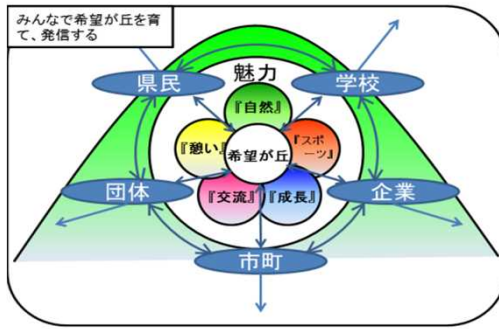 みんなで希望が丘を育
て、発信する
魅力
県民
学校
『自然』
『憩い』
『スポ
ーツ』
希望が丘
『交流』
『成長』
団体
企業
市町